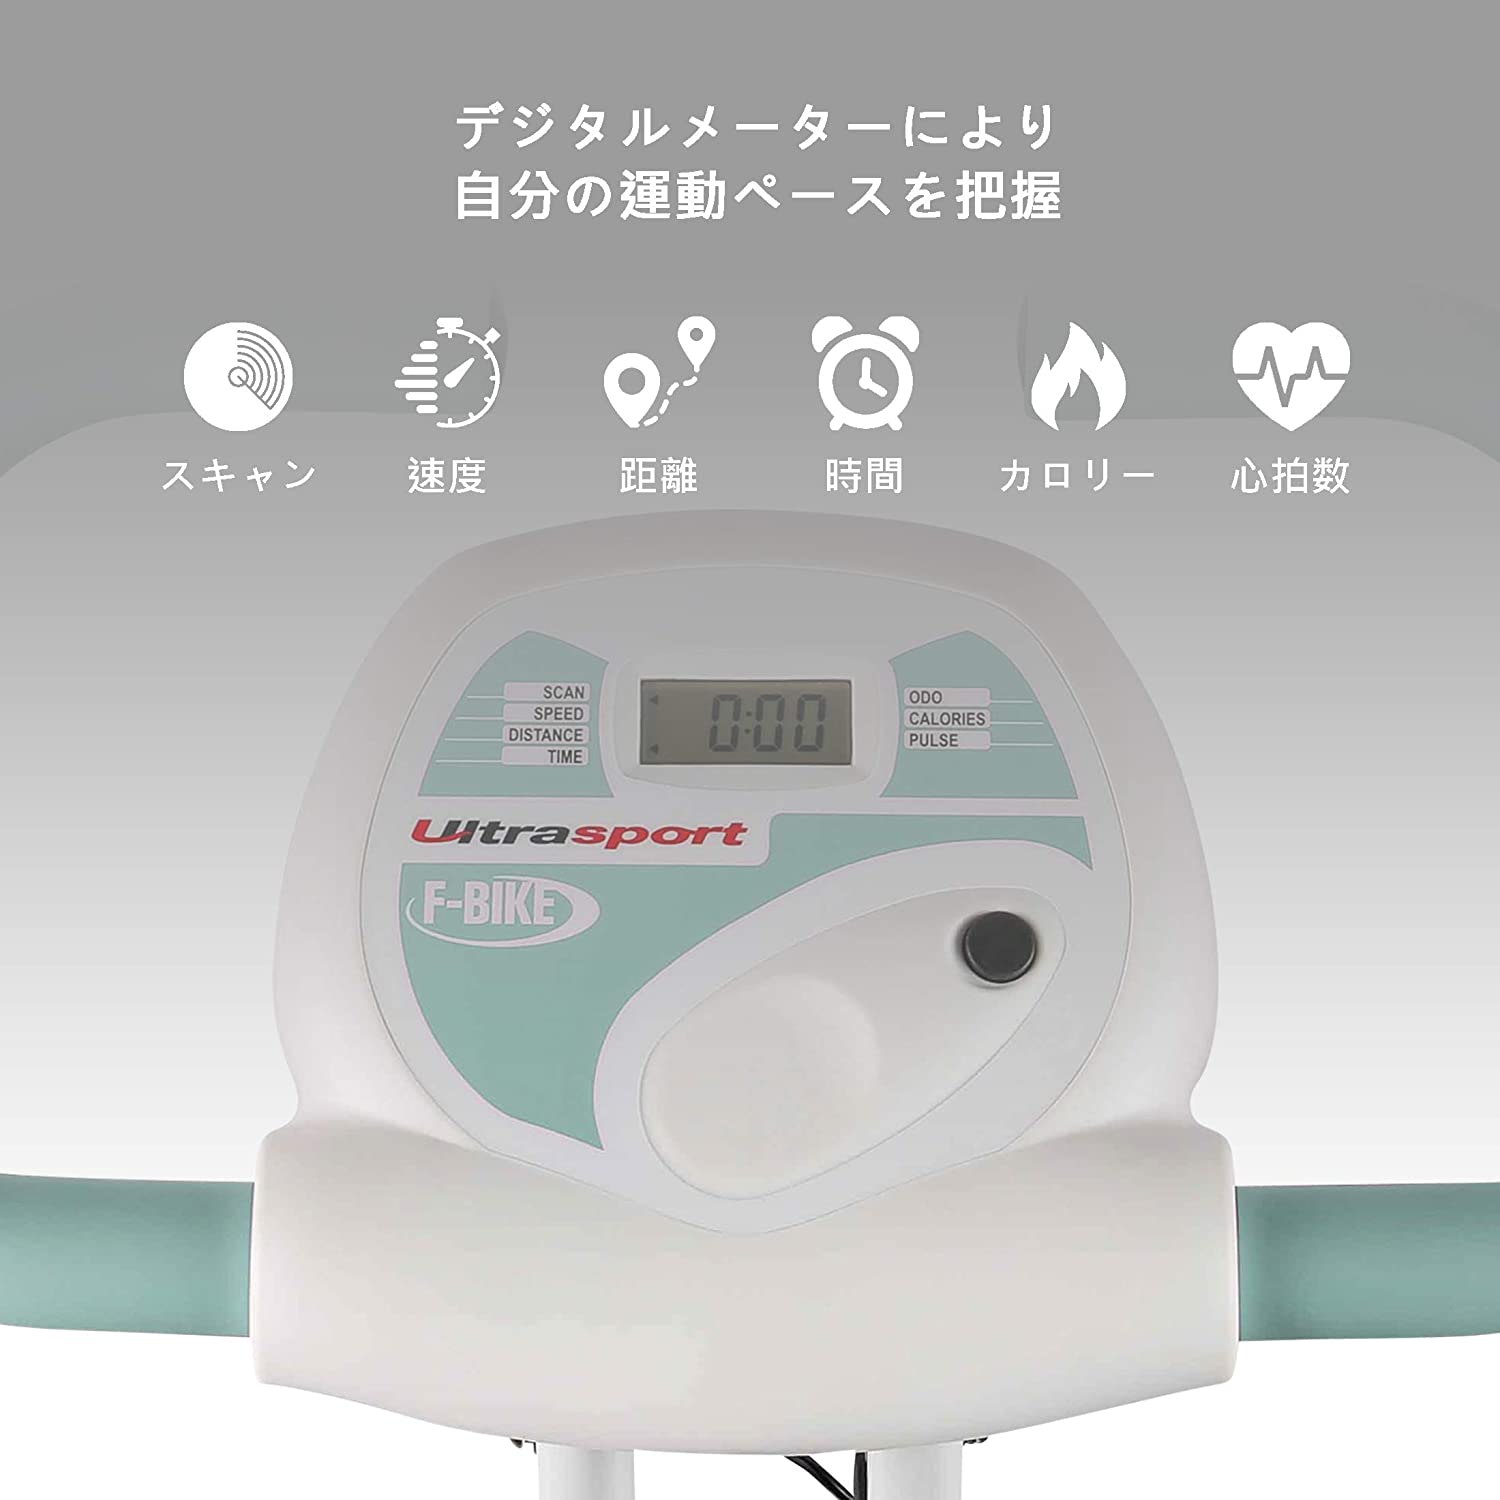 デジタルメーターにより
自分の運動ペースを把握
スキャン
速度
距離
時間
カロリー
心拍数
SCAN
SPEED
DISTANCE
TIME
0:00
ODO
CALORIES
PULSE
Ultrasport
F-BIKE